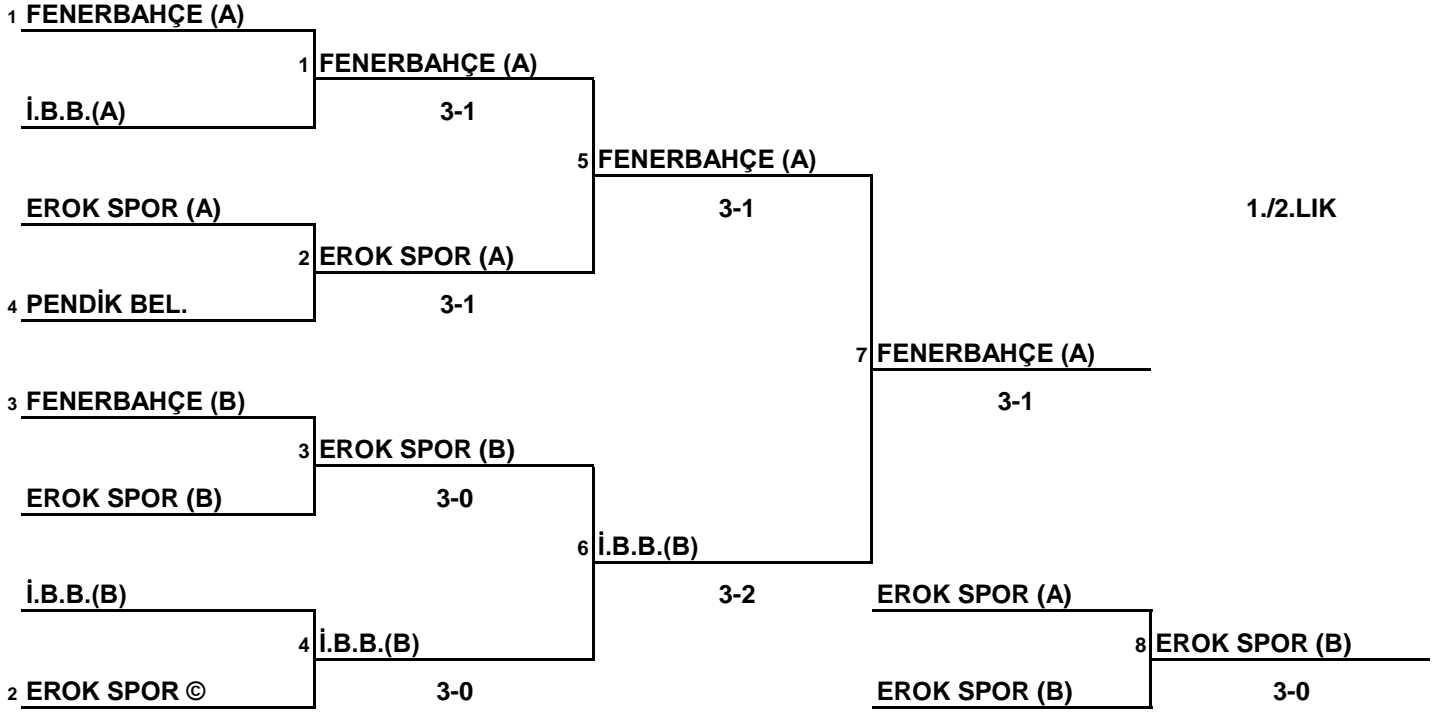 1 FENERBAHÇE (A)
1 FENERBAHÇE (A)
İ.B.B.(A) 3-1
5 FENERBAHÇE (A)
EROK SPOR (A) 3-1 1./2.LIK
2 EROK SPOR (A)
4 PENDİK BEL. 3-1
7 FENERBAHÇE (A)
3 FENERBAHÇE (B) 3-1
3 EROK SPOR (B)
EROK SPOR (B) 3-0
6 İ.B.B.(B)
İ.B.B.(B) 3-2 EROK SPOR (A)
4 İ.B.B.(B) 8 EROK SPOR (B)
2 EROK SPOR © 3-0 EROK SPOR (B) 3-0